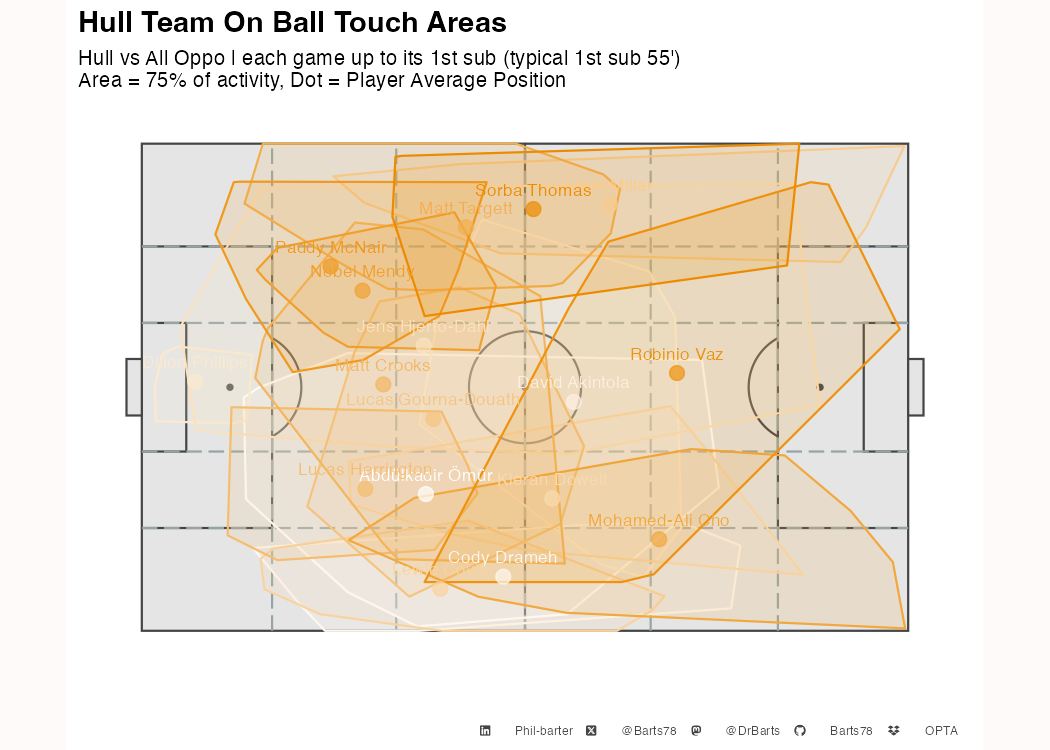 Hull Team On Ball Touch Areas
Hull vs All Oppo | each game up to its 1st sub (typical 1st sub 55')
Area = 75% of activity, Dot = Player Average Position
Sorba Thomas
Matt Targett
Paddy McNair
Nobel Mendy
Jens Hjerto-Dahl
Robinio Vaz
Dillon Phillips
Matt Crooks
David Akintola
Lucas Gourna-Douath
Lucas Herrington
Abdulkadir Ömür
Kieran Dowell
Mohamed-Ali Cho
Cody Drameh
Phil-barter
@Barts78
@DrBarts
Barts78
OPTA